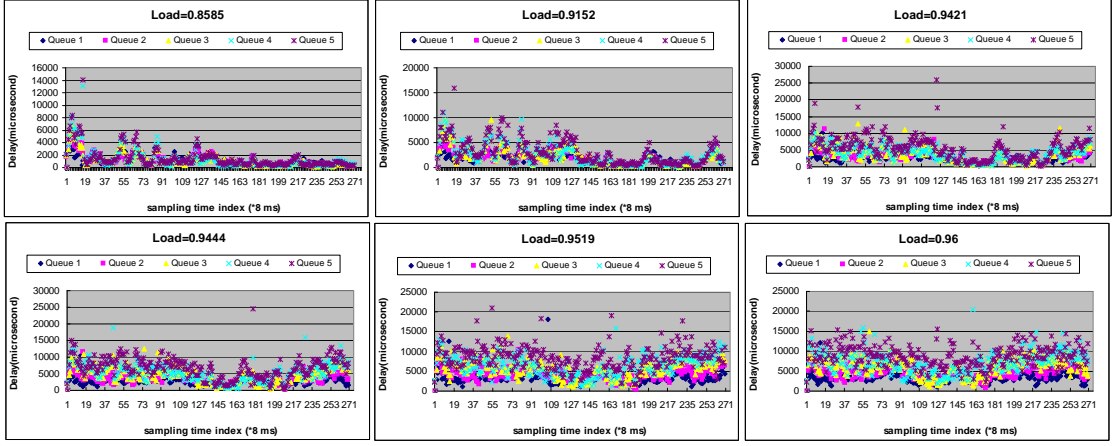 Load=0.8585
Queue 1 Queue 2 Queue 3 Queue 4 Queue 5
Delay(microsecond)
16000
14000
12000
10000
8000
6000
4000
2000
0
1 19 37 55 73 91 109 127 145 163 181 199 217 235 253 271
sampling time index (*8 ms)
Load=0.9152
Queue 1 Queue 2 Queue 3 Queue 4 Queue 5
Delay(microsecond)
20000
15000
10000
5000
0
1 19 37 55 73 91 109 127 145 163 181 199 217 235 253 271
sampling time index (*8 ms)
Load=0.9421
Queue 1 Queue 2 Queue 3 Queue 4 Queue 5
Delay(microsecond)
30000
25000
20000
15000
10000
5000
0
1 19 37 55 73 91 109 127 145 163 181 199 217 235 253 271
sampling time index (*8 ms)
Load=0.9444
Queue 1 Queue 2 Queue 3 Queue 4 Queue 5
Delay(microsecond)
30000
25000
20000
15000
10000
5000
0
1 19 37 55 73 91 109 127 145 163 181 199 217 235 253 271
sampling time index (*8 ms)
Load=0.9519
Queue 1 Queue 2 Queue 3 Queue 4 Queue 5
Delay(microsecond)
25000
20000
15000
10000
5000
0
1 19 37 55 73 91 109 127 145 163 181 199 217 235 253 271
sampling time index (*8 ms)
Load=0.96
Queue 1 Queue 2 Queue 3 Queue 4 Queue 5
Delay(microsecond)
25000
20000
15000
10000
5000
0
1 19 37 55 73 91 109 127 145 163 181 199 217 235 253 271
sampling time index (*8 ms)